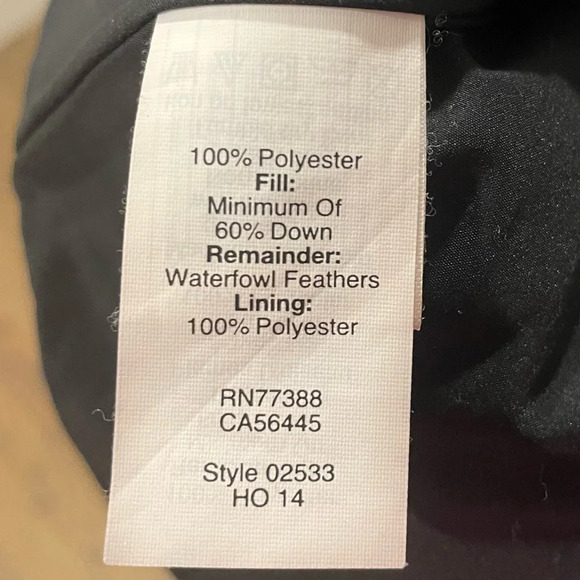 100% Polyester
Fill:
Minimum Of
60% Down
Remainder:
Waterfowl Feathers
Lining:
100% Polyester
RN77388
CA56445
Style 02533
HO 14